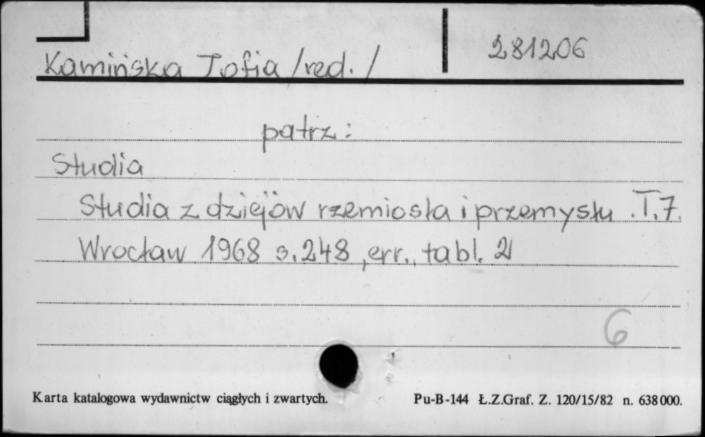 Kamińska Zofia /red./ 281206
patrz:
Studia
Studia z dziejów rzemiosła i przemysłu. T.7.
Wrocław 1968 s. 248, err., tabl. 2
6
Karta katalogowa wydawnictw ciągłych i zwartych. Pu-B-144 Ł.Z.Graf. Z. 120/15/82 n. 638000.